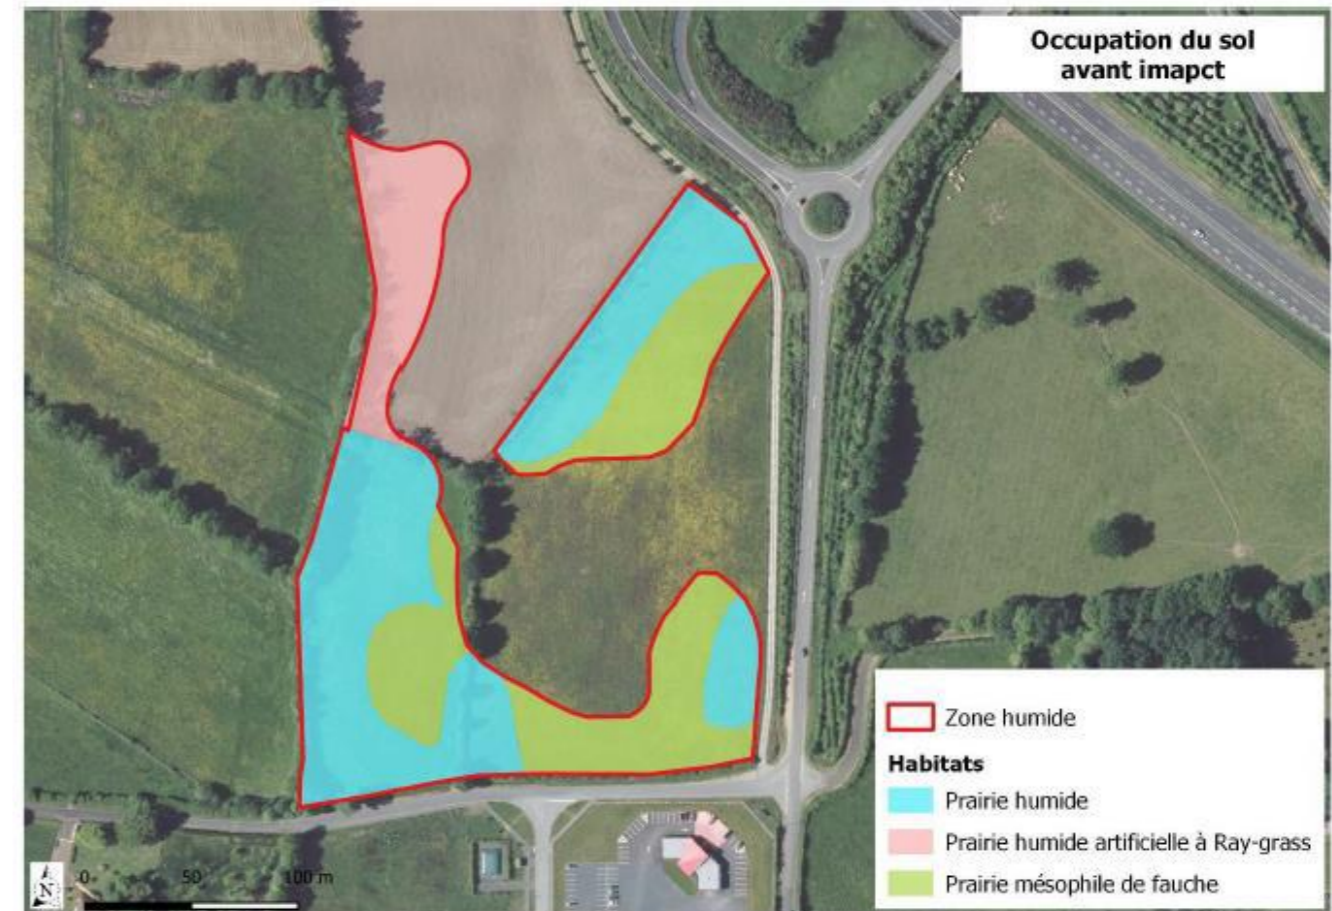 Occupation du sol
avant imapct
Zone humide
Habitats
Prairie humide
Prairie humide artificielle à Ray-grass
Prairie mésophile de fauche
N
0 50 100 m